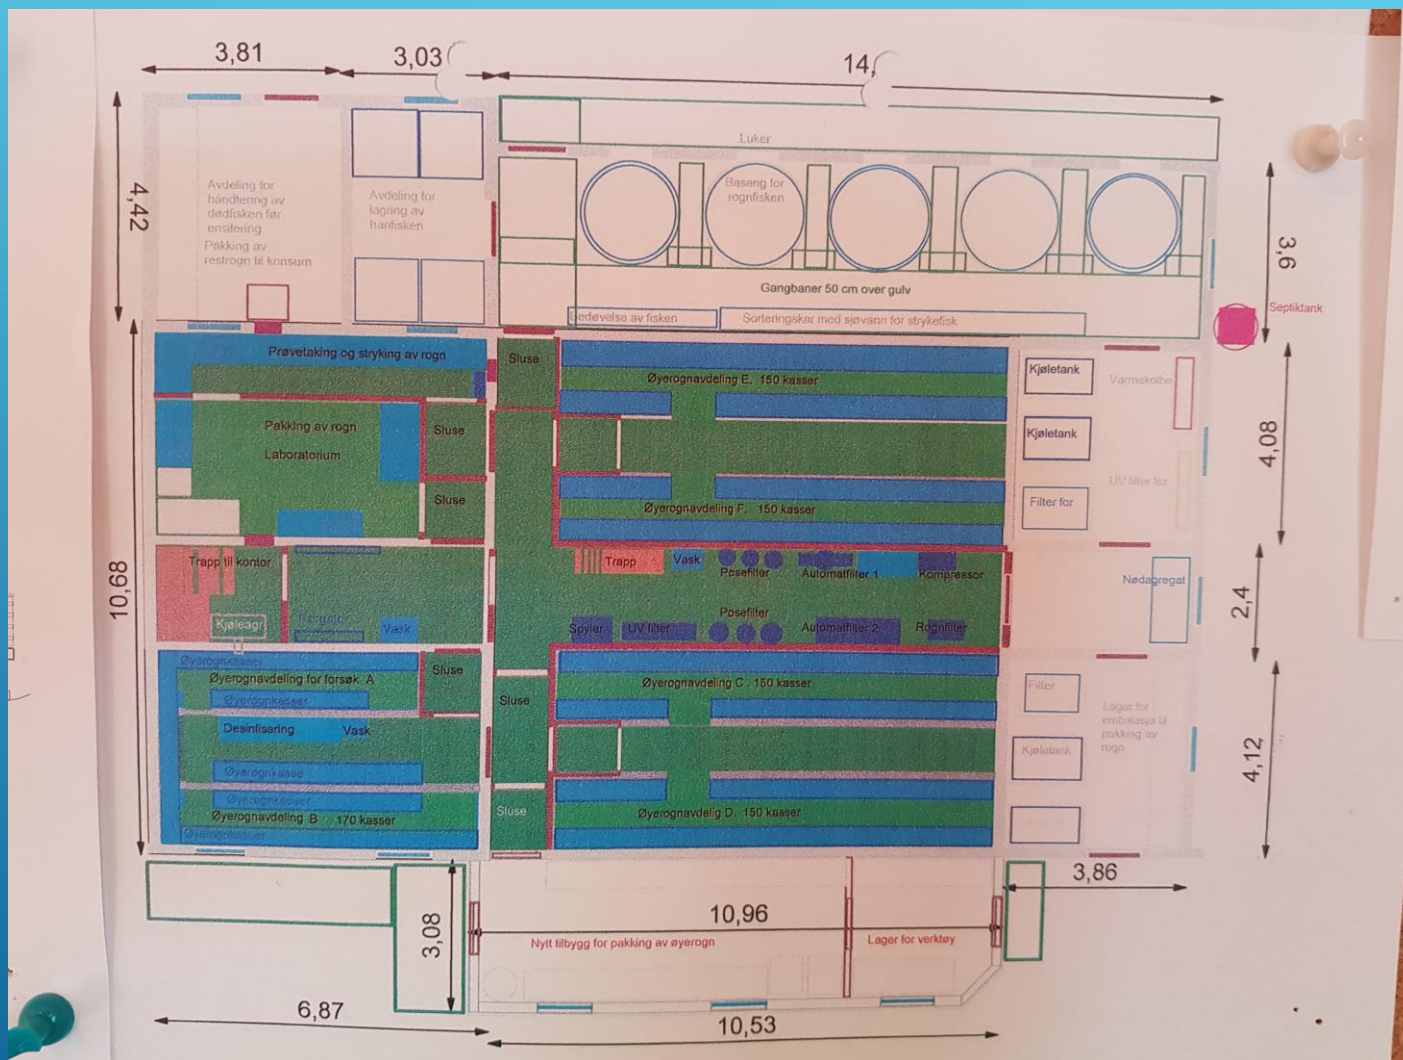 3,81
3,03
14,
4,42
Luker
Avdeling for
håndtering av
dødfisken før
ensilering
Pakking av
restrogn til konsum
Avdeling for
lagring av
hanfisken
Baseng for
rognfisken
3,6
Gangbaner 50 cm over gulv
Bedøvelse av fisken
Sorteringskar med sjøvann for strykefisk
Septiktank
Prøvetaking og stryking av rogn
Sluse
Øyerognavdeling E. 150 kasser
Kjøletank
Varmekolbe
Pakking av rogn
Laboratorium
Sluse
Kjøletank
4,08
Sluse
Øyerognavdeling F. 150 kasser
Filter for
UV filter for
10,68
Trapp til kontor
Trapp
Vask
Posefilter
Automatfilter 1
Kompressor
Nødagregat
2,4
Kjøleagr
Vask
Spyler
UV filter
Posefilter
Automatfilter 2
Rognfilter
Øyerognkasser
Øyerognavdeling for forsøk A
Øyerognkasser
Sluse
Sluse
Øyerognavdeling C . 150 kasser
Filter
Lager for
embalasje til
pakking av
rogn
Desinfisering
Vask
Kjøletank
4,12
Øyerognkasse
Øyerognkasser
Øyerognavdeling B 170 kasser
Øyerognkasser
Sluse
Øyerognavdelig D. 150 kasser
3,86
3,08
10,96
Nytt tilbygg for pakking av øyerogn
Lager for verktøy
6,87
10,53